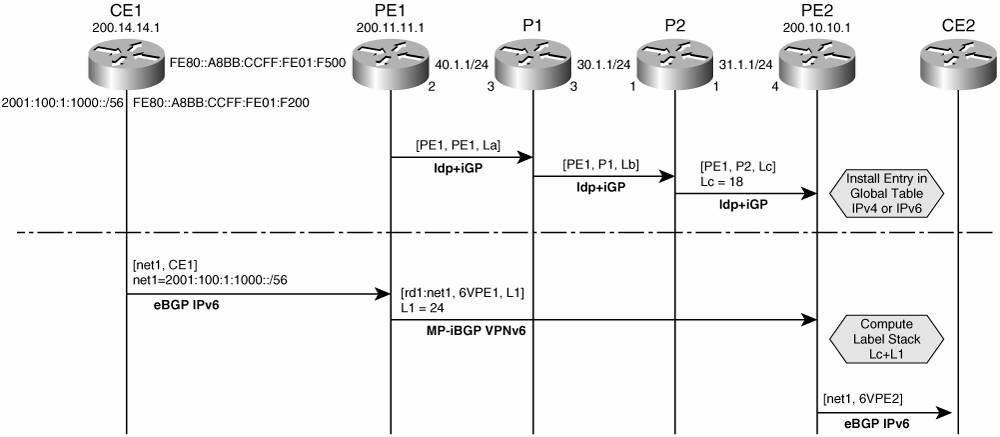 CE1
200.14.14.1
PE1
200.11.11.1
P1
P2
PE2
200.10.10.1
CE2
FE80::A8BB:CCFF:FE01:F500
40.1.1/24
30.1.1/24
31.1.1/24
2
3
3
1
1
4
2001:100:1:1000::/56
FE80::A8BB:CCFF:FE01:F200
[PE1, PE1, La]
ldp+iGP
[PE1, P1, Lb]
ldp+iGP
[PE1, P2, Lc]
Lc = 18
ldp+iGP
Install Entry in
Global Table
IPv4 or IPv6
[net1, CE1]
net1=2001:100:1:1000::/56
eBGP IPv6
[rd1:net1, 6VPE1, L1]
L1 = 24
MP-iBGP VPNv6
Compute
Label Stack
Lc+L1
[net1, 6VPE2]
eBGP IPv6